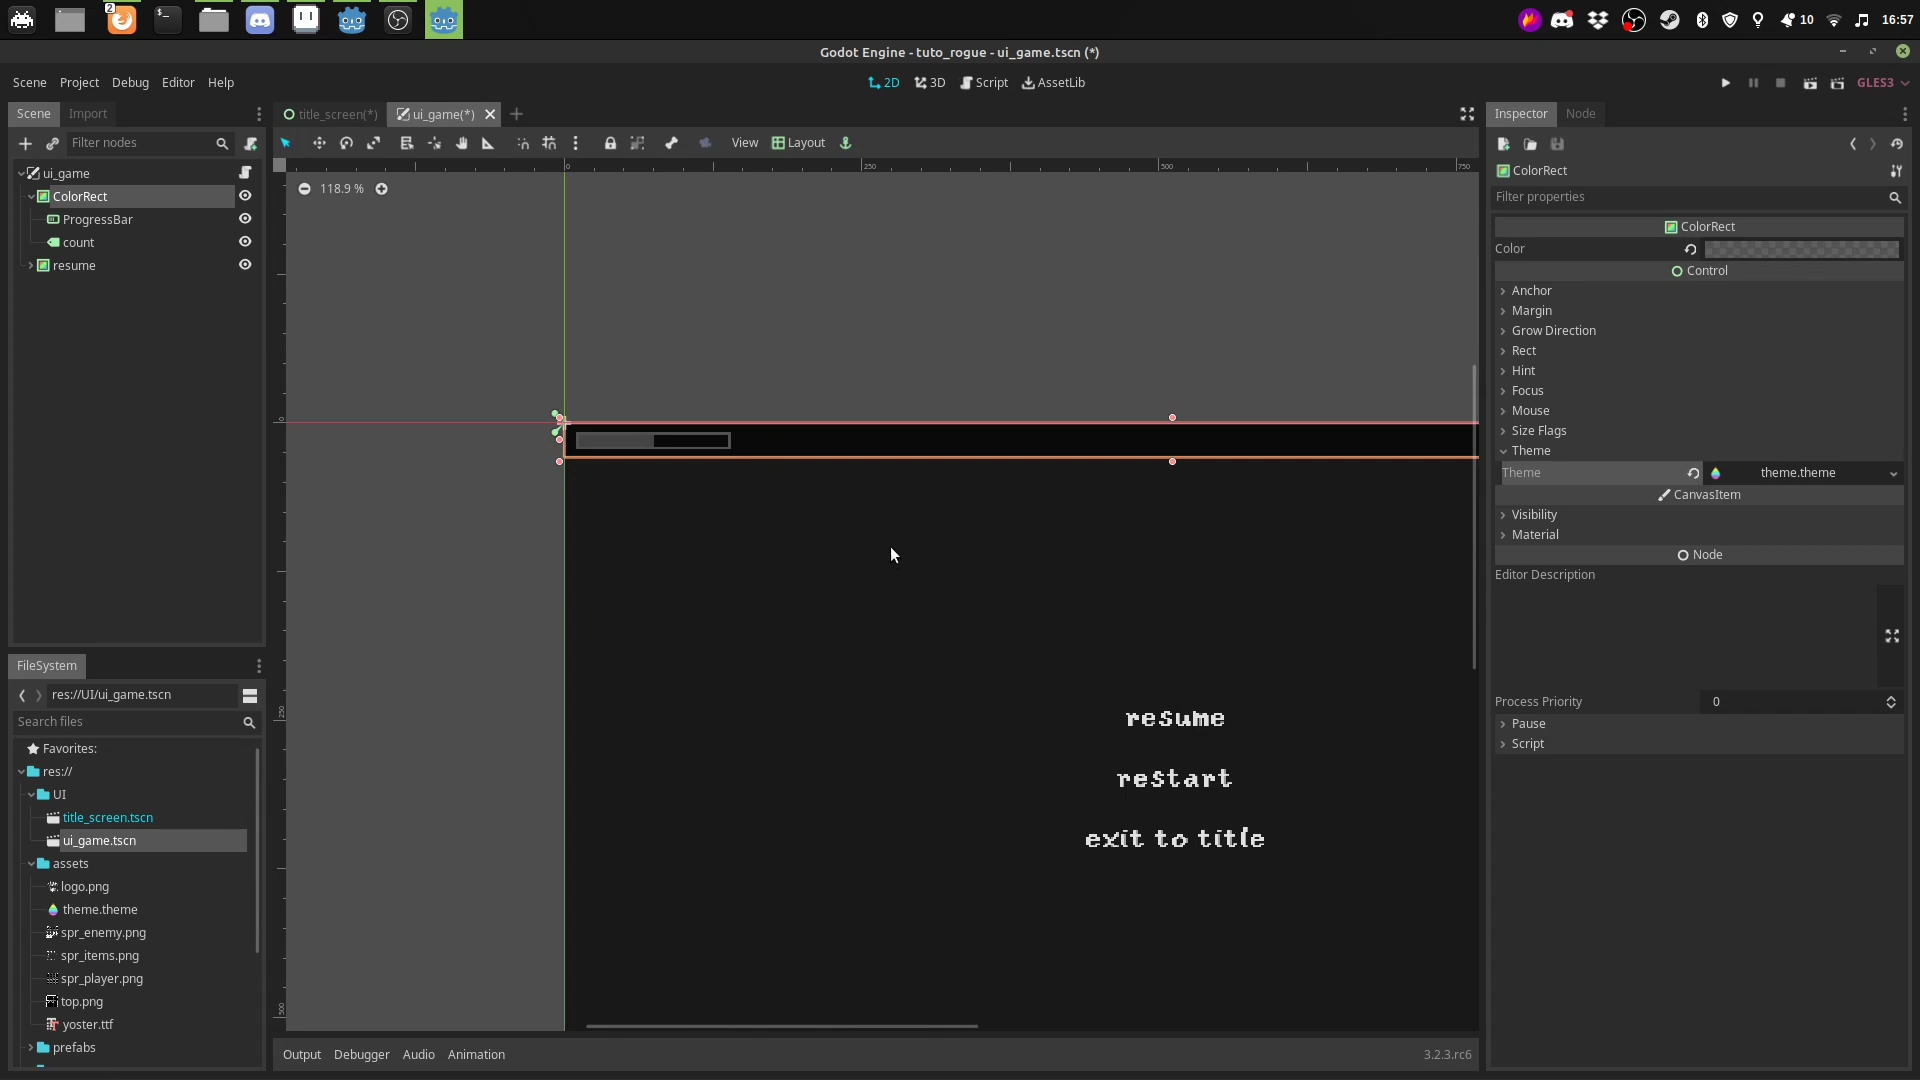 2
10
16:57
Godot Engine - tuto_rogue - ui_game.tscn (*)
Scene Project Debug Editor Help
2D 3D Script AssetLib
GLES3
Scene Import
title_screen(*) ui_game(*)
Inspector Node
Filter nodes
View Layout
0 250 500 750
118.9 %
ui_game
ColorRect
ProgressBar
count
resume
0
250
500
resume
restart
exit to title
ColorRect
Filter properties
ColorRect
Color
Control
Anchor
Margin
Grow Direction
Rect
Hint
Focus
Mouse
Size Flags
Theme
Theme theme.theme
CanvasItem
Visibility
Material
Node
Editor Description
Process Priority 0
Pause
Script
FileSystem
res://UI/ui_game.tscn
Search files
Favorites:
res://
UI
title_screen.tscn
ui_game.tscn
assets
logo.png
theme.theme
spr_enemy.png
spr_items.png
spr_player.png
top.png
yoster.ttf
prefabs
Output Debugger Audio Animation
3.2.3.rc6